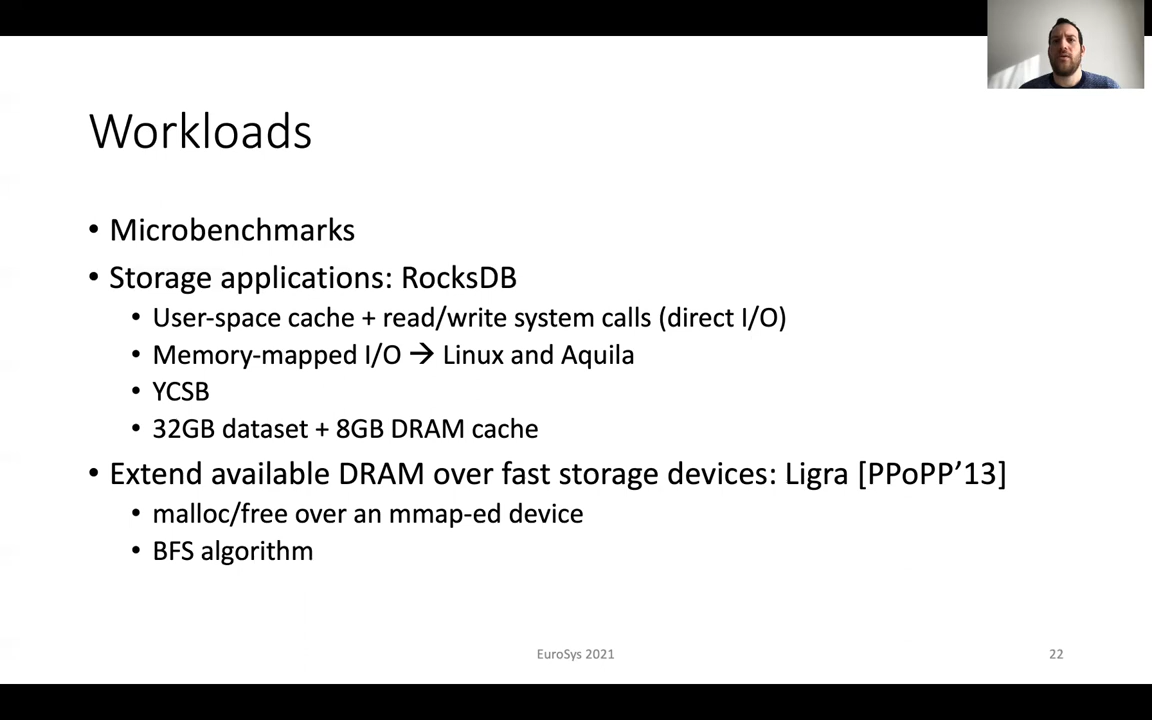 Workloads
• Microbenchmarks
• Storage applications: RocksDB
• User-space cache + read/write system calls (direct I/O)
• Memory-mapped I/O → Linux and Aquila
• YCSB
• 32GB dataset + 8GB DRAM cache
• Extend available DRAM over fast storage devices: Ligra [PPoPP’13]
• malloc/free over an mmap-ed device
• BFS algorithm
EuroSys 2021
22